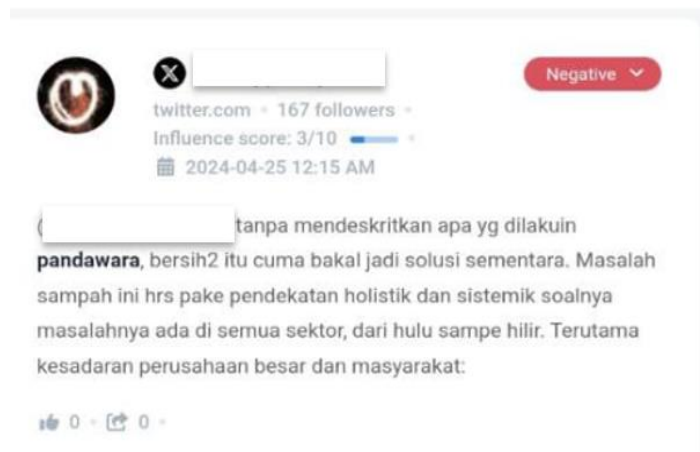 X
Negative
twitter.com • 167 followers •
Influence score: 3/10
2024-04-25 12:15 AM
tanpa mendeskritkan apa yg dilakuin
pandawara, bersih2 itu cuma bakal jadi solusi sementara. Masalah
sampah ini hrs pake pendekatan holistik dan sistemik soalnya
masalahnya ada di semua sektor, dari hulu sampe hilir. Terutama
kesadaran perusahaan besar dan masyarakat:
0 • 0 •